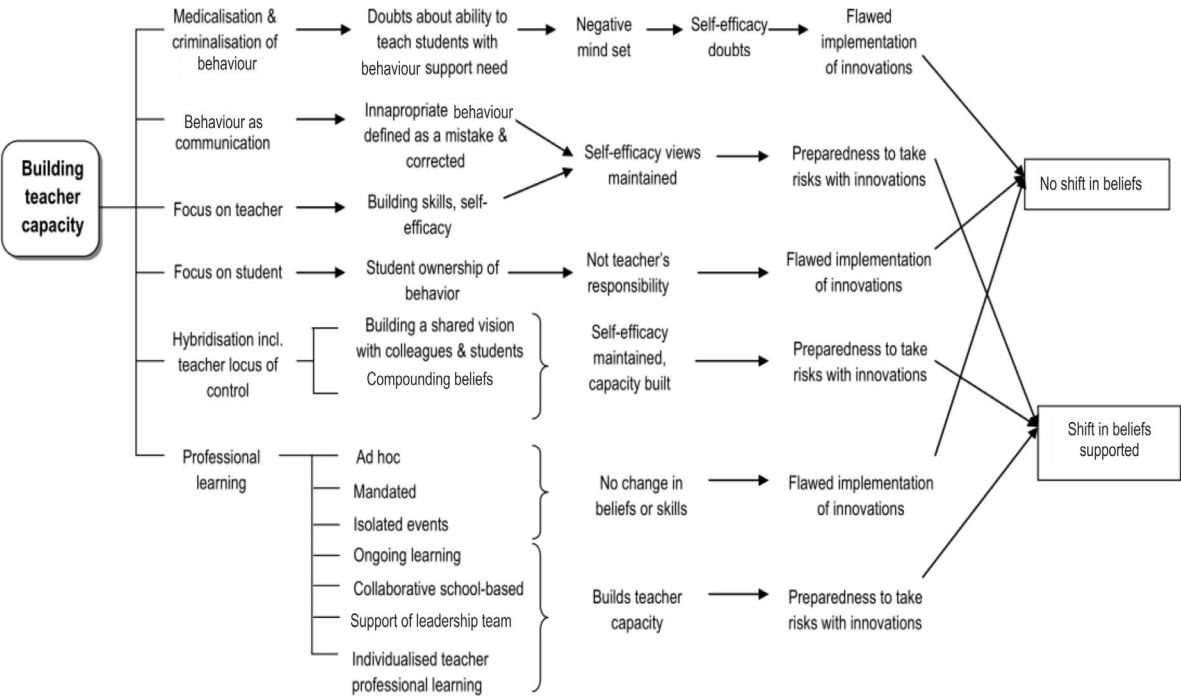 Building
teacher
capacity
Medicalisation &
criminalisation of
behaviour
Doubts about ability to
teach students with
behaviour support need
Negative
mind set
Self-efficacy
doubts
Flawed
implementation
of innovations
Behaviour as
communication
Innapropriate behaviour
defined as a mistake &
corrected
Focus on teacher
Building skills, self-
efficacy
Self-efficacy views
maintained
Preparedness to take
risks with innovations
Focus on student
Student ownership of
behavior
Not teacher's
responsibility
Flawed implementation
of innovations
Hybridisation incl.
teacher locus of
control
Building a shared vision
with colleagues & students
Compounding beliefs
Self-efficacy
maintained,
capacity built
Preparedness to take
risks with innovations
Professional
learning
Ad hoc
Mandated
Isolated events
No change in
beliefs or skills
Flawed implementation
of innovations
Ongoing learning
Collaborative school-based
Support of leadership team
Individualised teacher
professional learning
Builds teacher
capacity
Preparedness to take
risks with innovations
No shift in beliefs
Shift in beliefs
supported